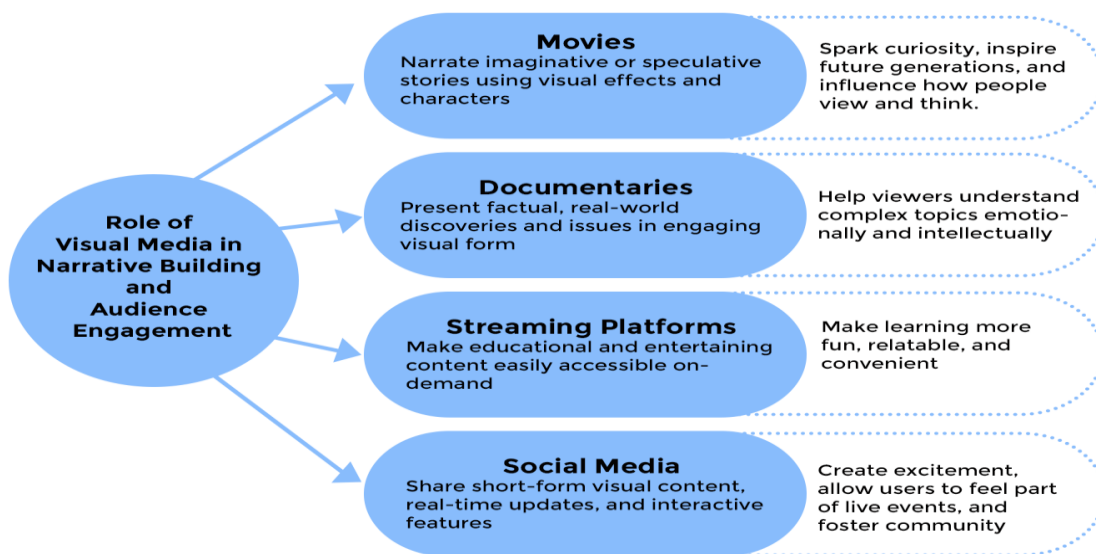 Role of
Visual Media in
Narrative Building
and
Audience
Engagement
Movies
Narrate imaginative or speculative
stories using visual effects and
characters
Spark curiosity, inspire
future generations, and
influence how people
view and think.
Documentaries
Present factual, real-world
discoveries and issues in engaging
visual form
Help viewers understand
complex topics emotio-
nally and intellectually
Streaming Platforms
Make educational and entertaining
content easily accessible on-
demand
Make learning more
fun, relatable, and
convenient
Social Media
Share short-form visual content,
real-time updates, and interactive
features
Create excitement,
allow users to feel part
of live events, and
foster community